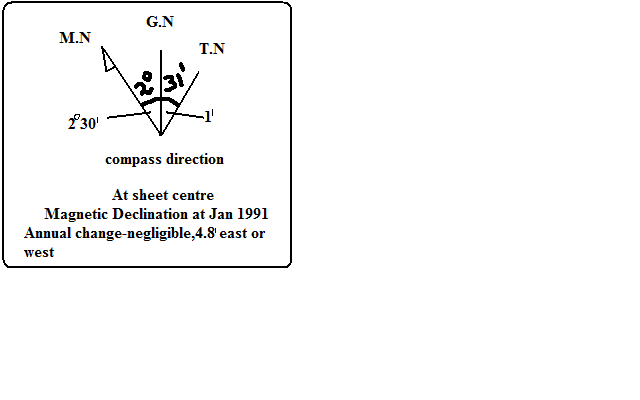 G.N
M.N
T.N
2° 31'
2°30'
1'
compass direction
At sheet centre
Magnetic Declination at Jan 1991
Annual change-negligible,4.8' east or
west